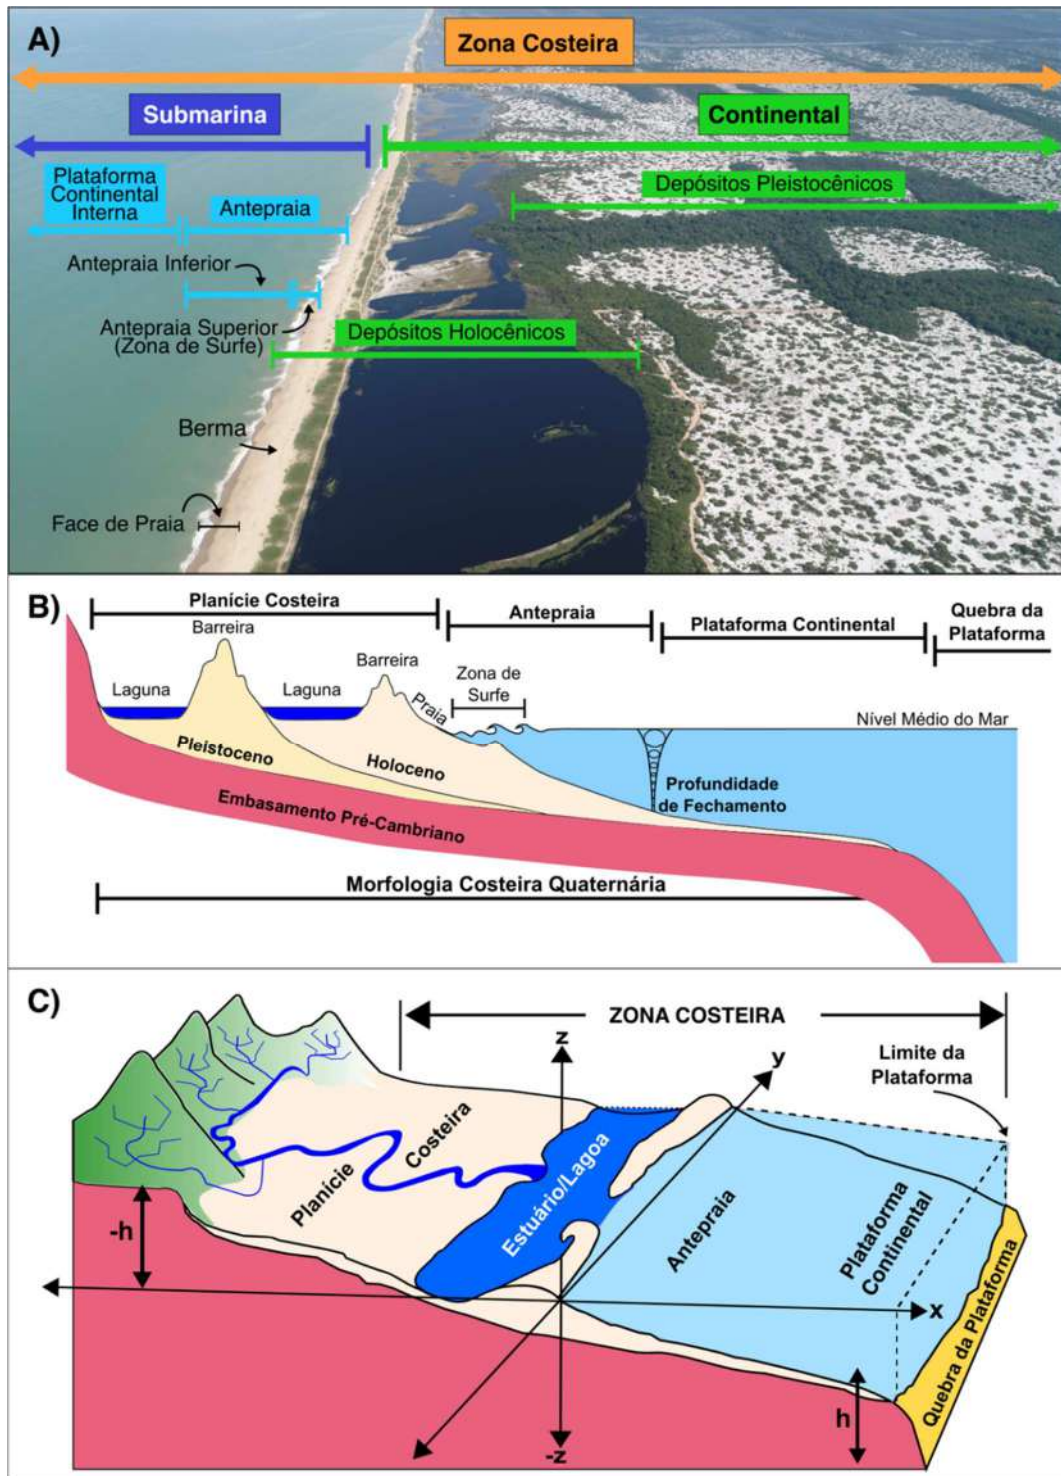 A)
Zona Costeira
Submarina
Continental
Plataforma
Continental
Interna
Antepraia
Depósitos Pleistocênicos
Antepraia Inferior
Antepraia Superior
(Zona de Surfe)
Depósitos Holocênicos
Berma
Face de Praia
B)
Planície Costeira
Antepraia
Plataforma Continental
Quebra da
Plataforma
Barreira
Laguna
Laguna
Barreira
Praia
Zona de
Surfe
Nível Médio do Mar
Pleistoceno
Holoceno
Profundidade
de Fechamento
Embasamento Pré-Cambriano
Morfologia Costeira Quaternária
C)
ZONA COSTEIRA
z
y
Limite da
Plataforma
Planície
Costeira
Estuário/Lagoa
Antepraia
Plataforma
Continental
Quebra da Plataforma
-h
x
h
-z